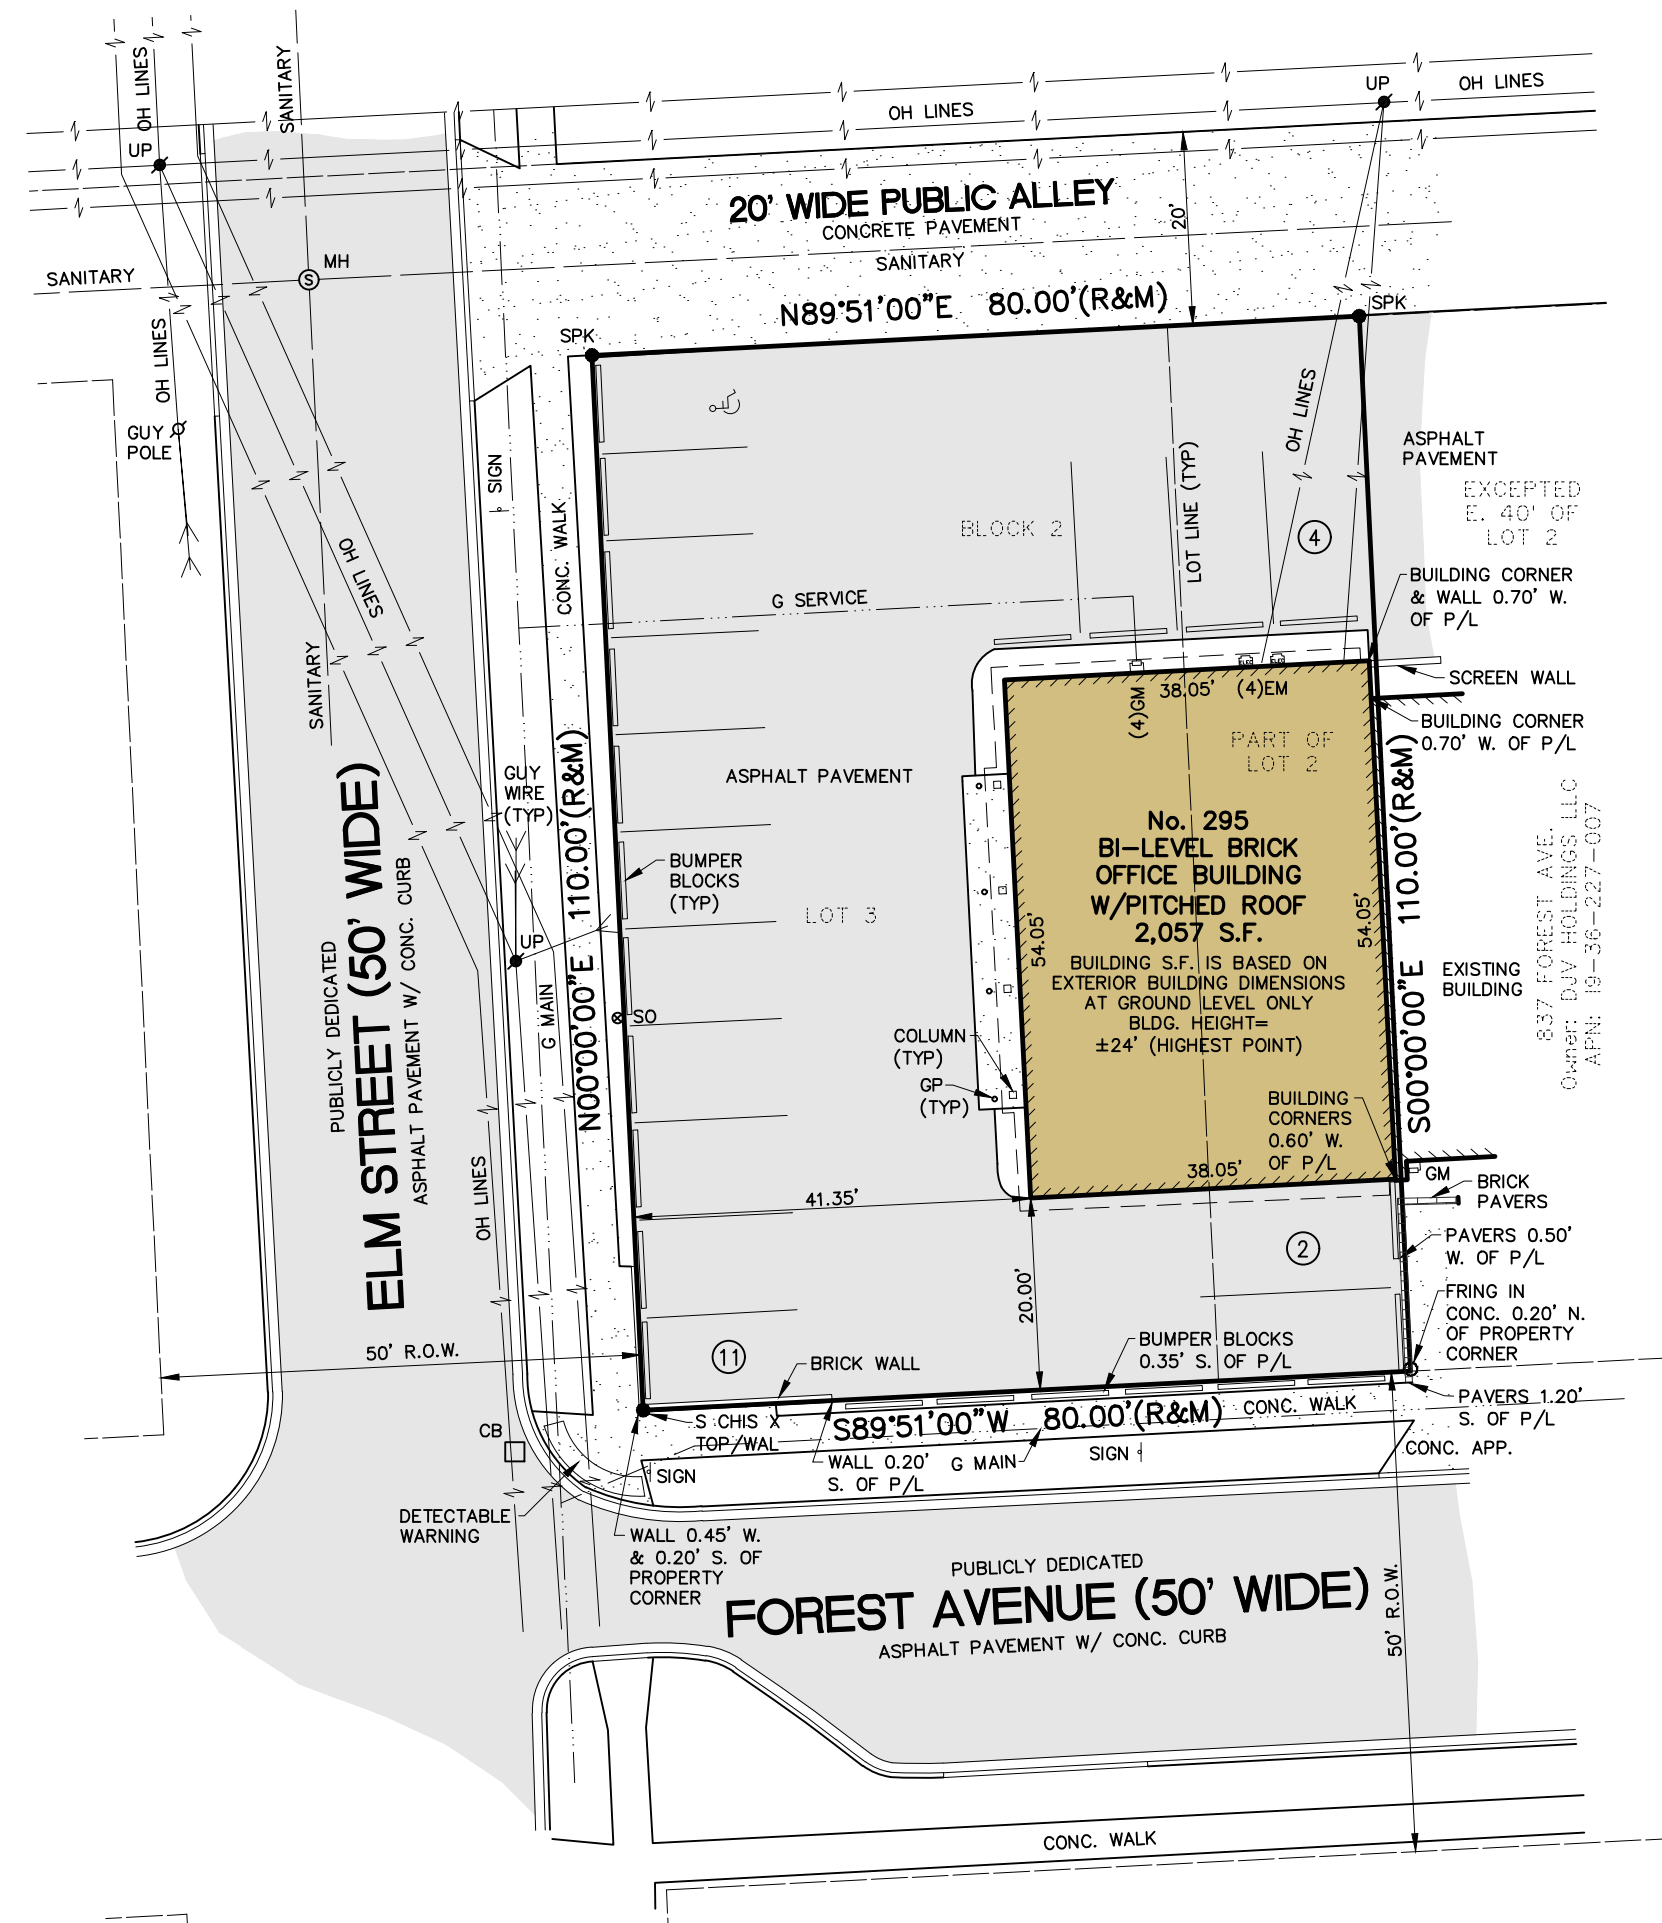 OH LINES
SANITARY
UP
OH LINES
UP
OH LINES
20' WIDE PUBLIC ALLEY
CONCRETE PAVEMENT
20'
SANITARY
SANITARY
MH
S
N89°51'00"E 80.00'(R&M)
SPK
SPK
OH LINES
GUY
POLE
SIGN
CONC. WALK
OH LINES
OH LINES
ASPHALT
PAVEMENT
EXCEPTED
E. 40' OF
LOT 2
BLOCK 2
LOT LINE (TYP)
4
G SERVICE
BUILDING CORNER
& WALL 0.70' W.
OF P/L
SCREEN WALL
BUILDING CORNER
0.70' W. OF P/L
SANITARY
38.05'
(4)EM
(4)GM
PART OF
LOT 2
GUY
WIRE
(TYP)
ASPHALT PAVEMENT
N00°00'00"E 110.00'(R&M)
S00°00'00"E 110.00'(R&M)
No. 295
BI-LEVEL BRICK
OFFICE BUILDING
W/PITCHED ROOF
2,057 S.F.
BUILDING S.F. IS BASED ON
EXTERIOR BUILDING DIMENSIONS
AT GROUND LEVEL ONLY
BLDG. HEIGHT=
±24' (HIGHEST POINT)
54.05'
54.05'
BUMPER
BLOCKS
(TYP)
LOT 3
837 FOREST AVE.
Owner: DJV HOLDINGS LLC
APN: 19-36-227-007
EXISTING
BUILDING
PUBLICLY DEDICATED
ELM STREET (50' WIDE)
ASPHALT PAVEMENT W/ CONC. CURB
UP
G MAIN
SO
COLUMN
(TYP)
GP
(TYP)
BUILDING
CORNERS
0.60' W.
OF P/L
OH LINES
38.05'
GM
BRICK
PAVERS
41.35'
PAVERS 0.50'
W. OF P/L
2
20.00'
FRING IN
CONC. 0.20' N.
OF PROPERTY
CORNER
50' R.O.W.
11
BRICK WALL
BUMPER BLOCKS
0.35' S. OF P/L
PAVERS 1.20'
S. OF P/L
S CHIS X
TOP/WAL
S89°51'00"W 80.00'(R&M)
CONC. WALK
CB
WALL 0.20'
S. OF P/L
G MAIN
SIGN
CONC. APP.
SIGN
DETECTABLE
WARNING
WALL 0.45' W.
& 0.20' S. OF
PROPERTY
CORNER
PUBLICLY DEDICATED
FOREST AVENUE (50' WIDE)
ASPHALT PAVEMENT W/ CONC. CURB
50' R.O.W.
CONC. WALK